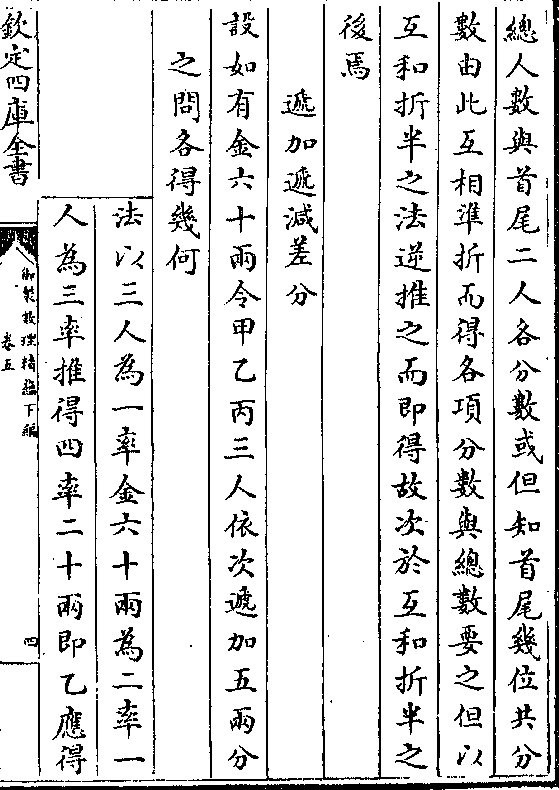 總人數與首尾二人各分數或但知首尾幾位共分
數由此互相準折而得各項分數與總數要之但以
互和折半之法逆推之而即得故次於互和折半之
後焉
遞加遞減差分
設如有金六十兩令甲乙丙三人依次遞加五兩分
之問各得幾何
法以三人為一率金六十兩為二率一
人為三率推得四率二十兩即乙應得
欽定四庫全書
御製數理精蘊下編
卷五
四